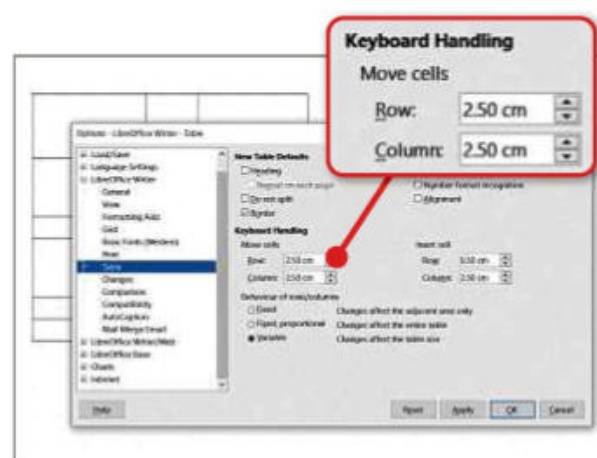 Keyboard Handling
Move cells
Row: 2.50 cm
Column: 2.50 cm
Options - LibreOffice Writer - Table
Load/Save
Language Settings
LibreOffice Writer
General
View
Formatting Aids
Grid
Basic Fonts (Western)
Print
Table
Changes
Comparison
Compatibility
AutoCaption
Mail Merge Email
LibreOffice Writer/Web
LibreOffice Base
Charts
Internet
New Table Defaults
Heading
Repeat on each page
Do not split
Border
Number format recognition
Alignment
Keyboard Handling
Move cells
Row: 2.50 cm
Column: 2.50 cm
Insert cell
Row:
Column: 2.50 cm
Behaviour of rows/columns
Fixed Changes affect the adjacent area only
Fixed, proportional Changes affect the entire table
Variable Changes affect the table size
Help
Reset
Apply
OK
Cancel